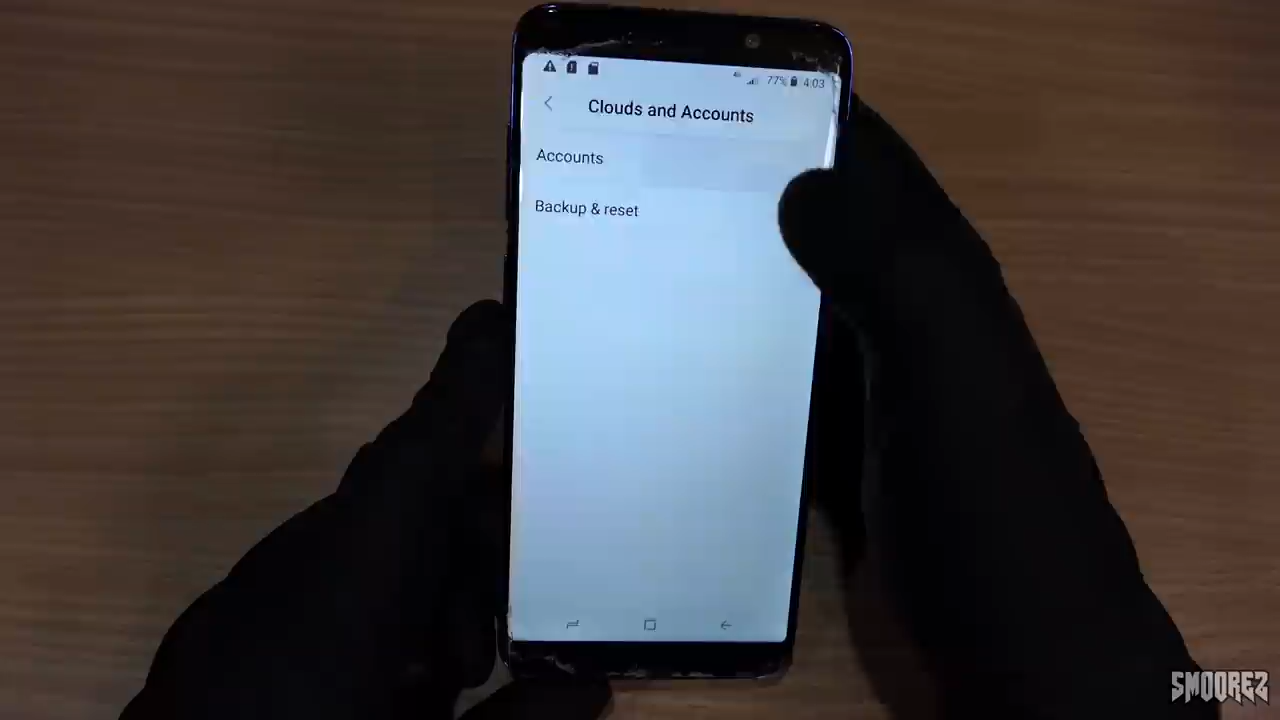 77% 4:03
Clouds and Accounts
Accounts
Backup & reset
SMOOREZ